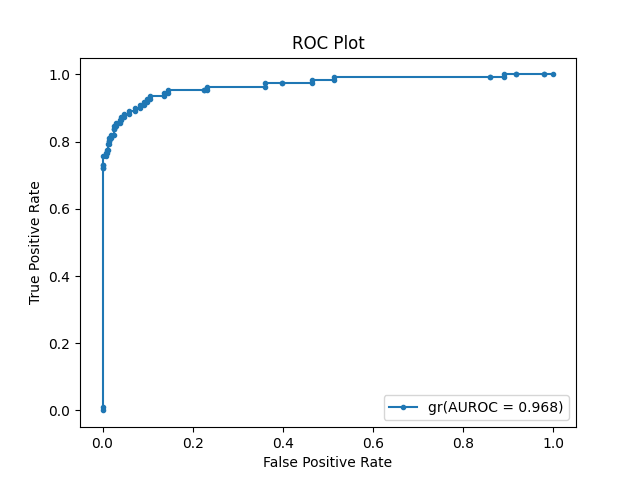 ROC Plot
1.0
0.8
0.6
0.4
0.2
0.0
True Positive Rate
0.0 0.2 0.4 0.6 0.8 1.0
False Positive Rate
gr(AUROC = 0.968)